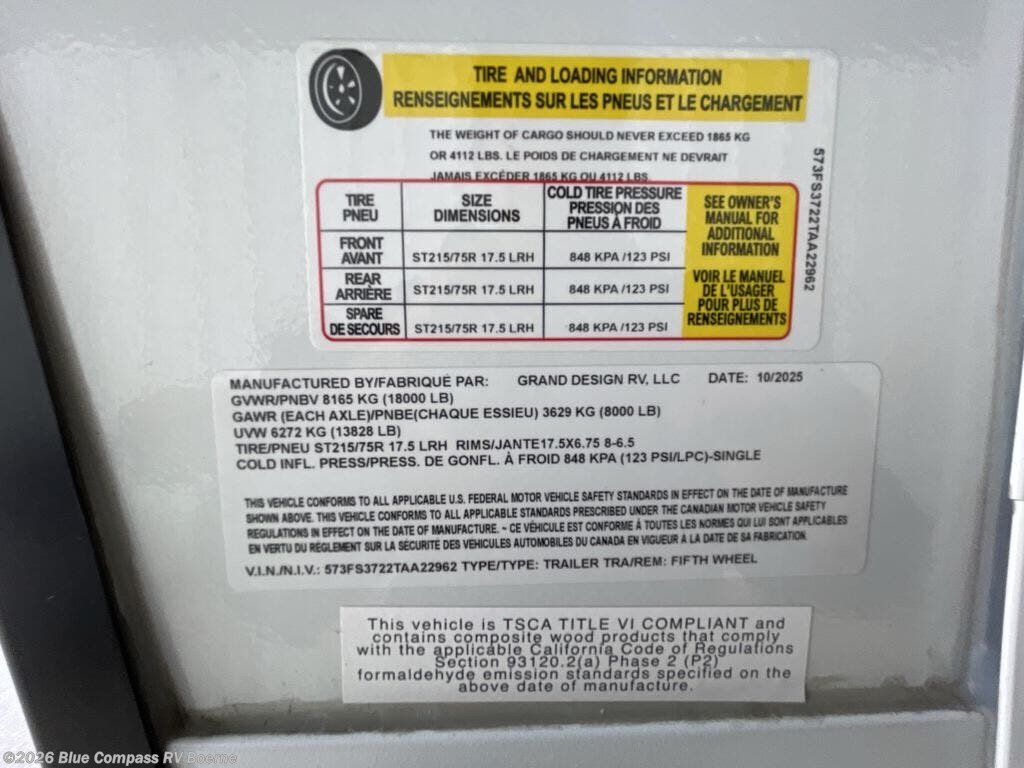 TIRE AND LOADING INFORMATION
RENSEIGNEMENTS SUR LES PNEUS ET LE CHARGEMENT
THE WEIGHT OF CARGO SHOULD NEVER EXCEED 1865 KG
OR 4112 LBS. LE POIDS DE CHARGEMENT NE DEVRAIT
JAMAIS EXCÉDER 1865 KG OU 4112 LBS.
TIRE
PNEU
SIZE
DIMENSIONS
COLD TIRE PRESSURE
PRESSION DES
PNEUS À FROID
FRONT
AVANT
ST215/75R 17.5 LRH
848 KPA /123 PSI
REAR
ARRIÈRE
ST215/75R 17.5 LRH
848 KPA /123 PSI
SPARE
DE SECOURS
ST215/75R 17.5 LRH
848 KPA /123 PSI
SEE OWNER'S
MANUAL FOR
ADDITIONAL
INFORMATION
VOIR LE MANUEL
DE L'USAGER
POUR PLUS DE
RENSEIGNEMENTS
573FS3722TAA22962
MANUFACTURED BY/FABRIQUÉ PAR: GRAND DESIGN RV, LLC DATE: 10/2025
GVWR/PNBV 8165 KG (18000 LB)
GAWR (EACH AXLE)/PNBE(CHAQUE ESSIEU) 3629 KG (8000 LB)
UVW 6272 KG (13828 LB)
TIRE/PNEU ST215/75R 17.5 LRH RIMS/JANTE17.5X6.75 8-6.5
COLD INFL. PRESS/PRESS. DE GONFL. À FROID 848 KPA (123 PSI/LPC)-SINGLE
THIS VEHICLE CONFORMS TO ALL APPLICABLE U.S. FEDERAL MOTOR VEHICLE SAFETY STANDARDS IN EFFECT ON THE DATE OF MANUFACTURE
SHOWN ABOVE. THIS VEHICLE CONFORMS TO ALL APPLICABLE STANDARDS PRESCRIBED UNDER THE CANADIAN MOTOR VEHICLE SAFETY
REGULATIONS IN EFFECT ON THE DATE OF MANUFACTURE. ~ CE VÉHICULE EST CONFORME À TOUTES LES NORMES QUI LUI SONT APPLICABLES
EN VERTU DU RÈGLEMENT SUR LA SÉCURITÉ DES VEHICULES AUTOMOBILES DU CANADA EN VIGUEUR À LA DATE DE SA FABRICATION.
V.I.N./N.I.V.: 573FS3722TAA22962 TYPE/TYPE: TRAILER TRA/REM: FIFTH WHEEL
This vehicle is TSCA TITLE VI COMPLIANT and
contains composite wood products that comply
with the applicable California Code of Regulations
Section 93120.2(a) Phase 2 (P2)
formaldehyde emission standards specified on the
above date of manufacture.
©2026 Blue Compass RV Boerne